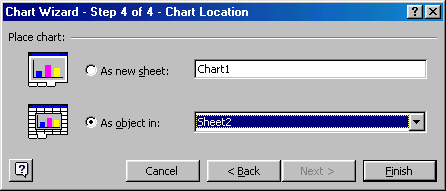 Chart Wizard - Step 4 of 4 - Chart Location
Place chart:
As new sheet: Chart1
As object in: Sheet2
Cancel < Back Next > Finish